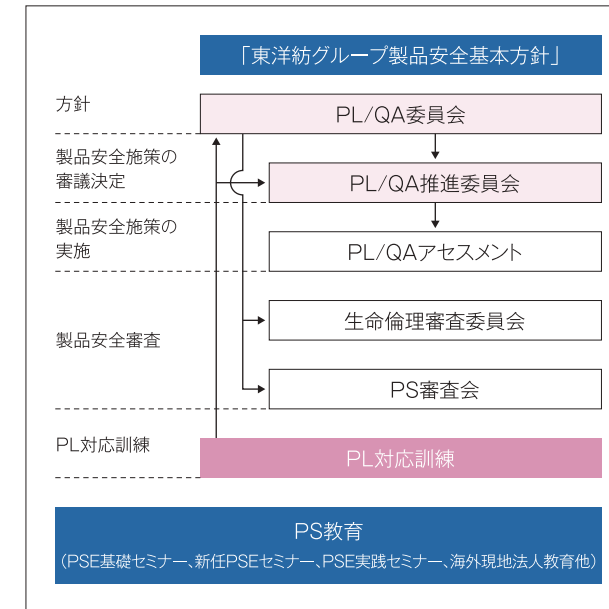 「東洋紡グループ製品安全基本方針」
方針
PL/QA委員会
製品安全施策の
審議決定
PL/QA推進委員会
製品安全施策の
実施
PL/QAアセスメント
生命倫理審査委員会
製品安全審査
PS審査会
PL対応訓練
PL対応訓練
PS教育
（PSE基礎セミナー、新任PSEセミナー、PSE実践セミナー、海外現地法人教育他）